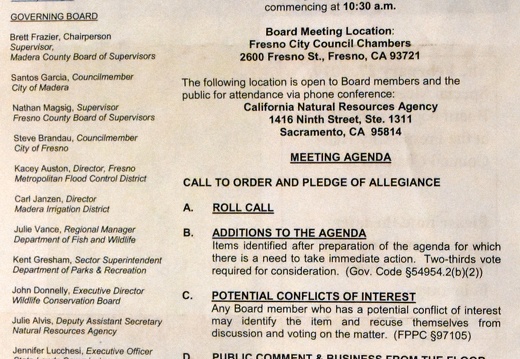 GOVERNING BOARD
Brett Frazier, Chairperson
Supervisor,
Madera County Board of Supervisors
Santos Garcia, Councilmember
City of Madera
Nathan Magsig, Supervisor
Fresno County Board of Supervisors
Steve Brandau, Councilmember
City of Fresno
Kacey Auston, Director, Fresno
Metropolitan Flood Control District
Carl Janzen, Director
Madera Irrigation District
Julie Vance, Regional Manager
Department of Fish and Wildlife
Kent Gresham, Sector Superintendent
Department of Parks & Recreation
John Donnelly, Executive Director
Wildlife Conservation Board
Julie Alvis, Deputy Assistant Secretary
Natural Resources Agency
Jennifer Lucchesi, Executive Officer
commencing at 10:30 a.m.
Board Meeting Location:
Fresno City Council Chambers
2600 Fresno St., Fresno, CA 93721
The following location is open to Board members and the
public for attendance via phone conference:
California Natural Resources Agency
1416 Ninth Street, Ste. 1311
Sacramento, CA 95814
MEETING AGENDA
CALL TO ORDER AND PLEDGE OF ALLEGIANCE
A. ROLL CALL
B. ADDITIONS TO THE AGENDA
Items identified after preparation of the agenda for which
there is a need to take immediate action. Two-thirds vote
required for consideration. (Gov. Code §54954.2(b)(2))
C. POTENTIAL CONFLICTS OF INTEREST
Any Board member who has a potential conflict of interest
may identify the item and recuse themselves from
discussion and voting on the matter. (FPPC §97105)
D. PUBLIC COMMENT & BUSINESS FROM THE FLOOR